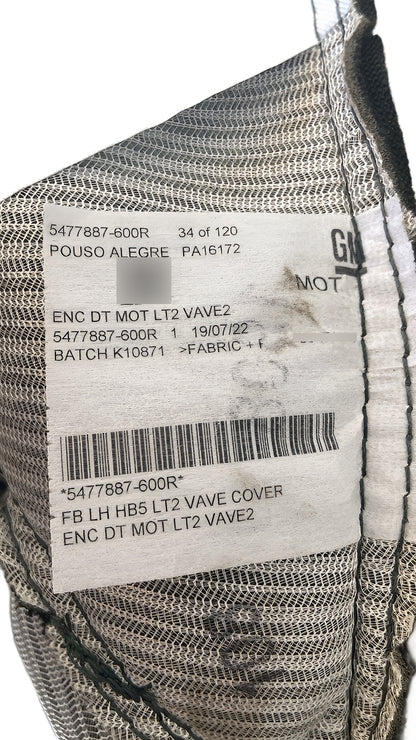 5477887-600R 34 of 120
POUSO ALEGRE PA16172
GM
MOT
ENC DT MOT LT2 VAVE2
5477887-600R 1 19/07/22
BATCH K10871 >FABRIC +
*5477887-600R*
FB LH HB5 LT2 VAVE COVER
ENC DT MOT LT2 VAVE2